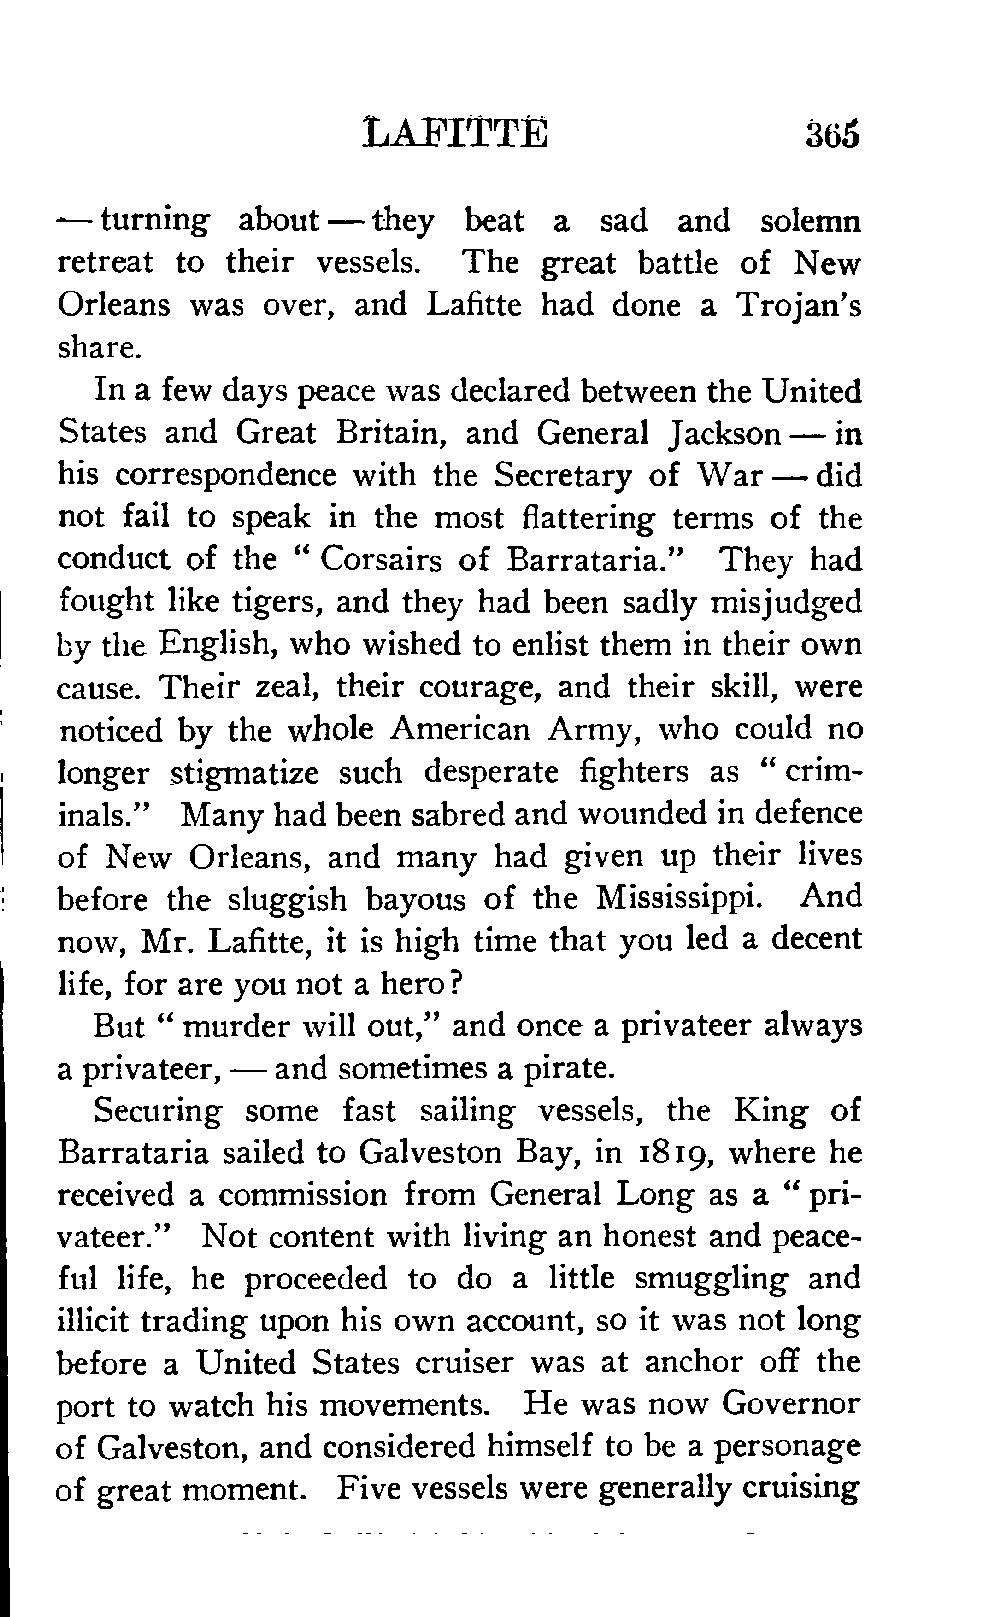 LAFITTE 365
— turning about — they beat a sad and solemn
retreat to their vessels. The great battle of New
Orleans was over, and Lafitte had done a Trojan's
share.
In a few days peace was declared between the United
States and Great Britain, and General Jackson — in
his correspondence with the Secretary of War — did
not fail to speak in the most flattering terms of the
conduct of the " Corsairs of Barrataria." They had
fought like tigers, and they had been sadly misjudged
by the English, who wished to enlist them in their own
cause. Their zeal, their courage, and their skill, were
noticed by the whole American Army, who could no
longer stigmatize such desperate fighters as " crim-
inals." Many had been sabred and wounded in defence
of New Orleans, and many had given up their lives
before the sluggish bayous of the Mississippi. And
now, Mr. Lafitte, it is high time that you led a decent
life, for are you not a hero?
But " murder will out," and once a privateer always
a privateer, — and sometimes a pirate.
Securing some fast sailing vessels, the King of
Barrataria sailed to Galveston Bay, in 1819, where he
received a commission from General Long as a " pri-
vateer." Not content with living an honest and peace-
ful life, he proceeded to do a little smuggling and
illicit trading upon his own account, so it was not long
before a United States cruiser was at anchor off the
port to watch his movements. He was now Governor
of Galveston, and considered himself to be a personage
of great moment. Five vessels were generally cruising